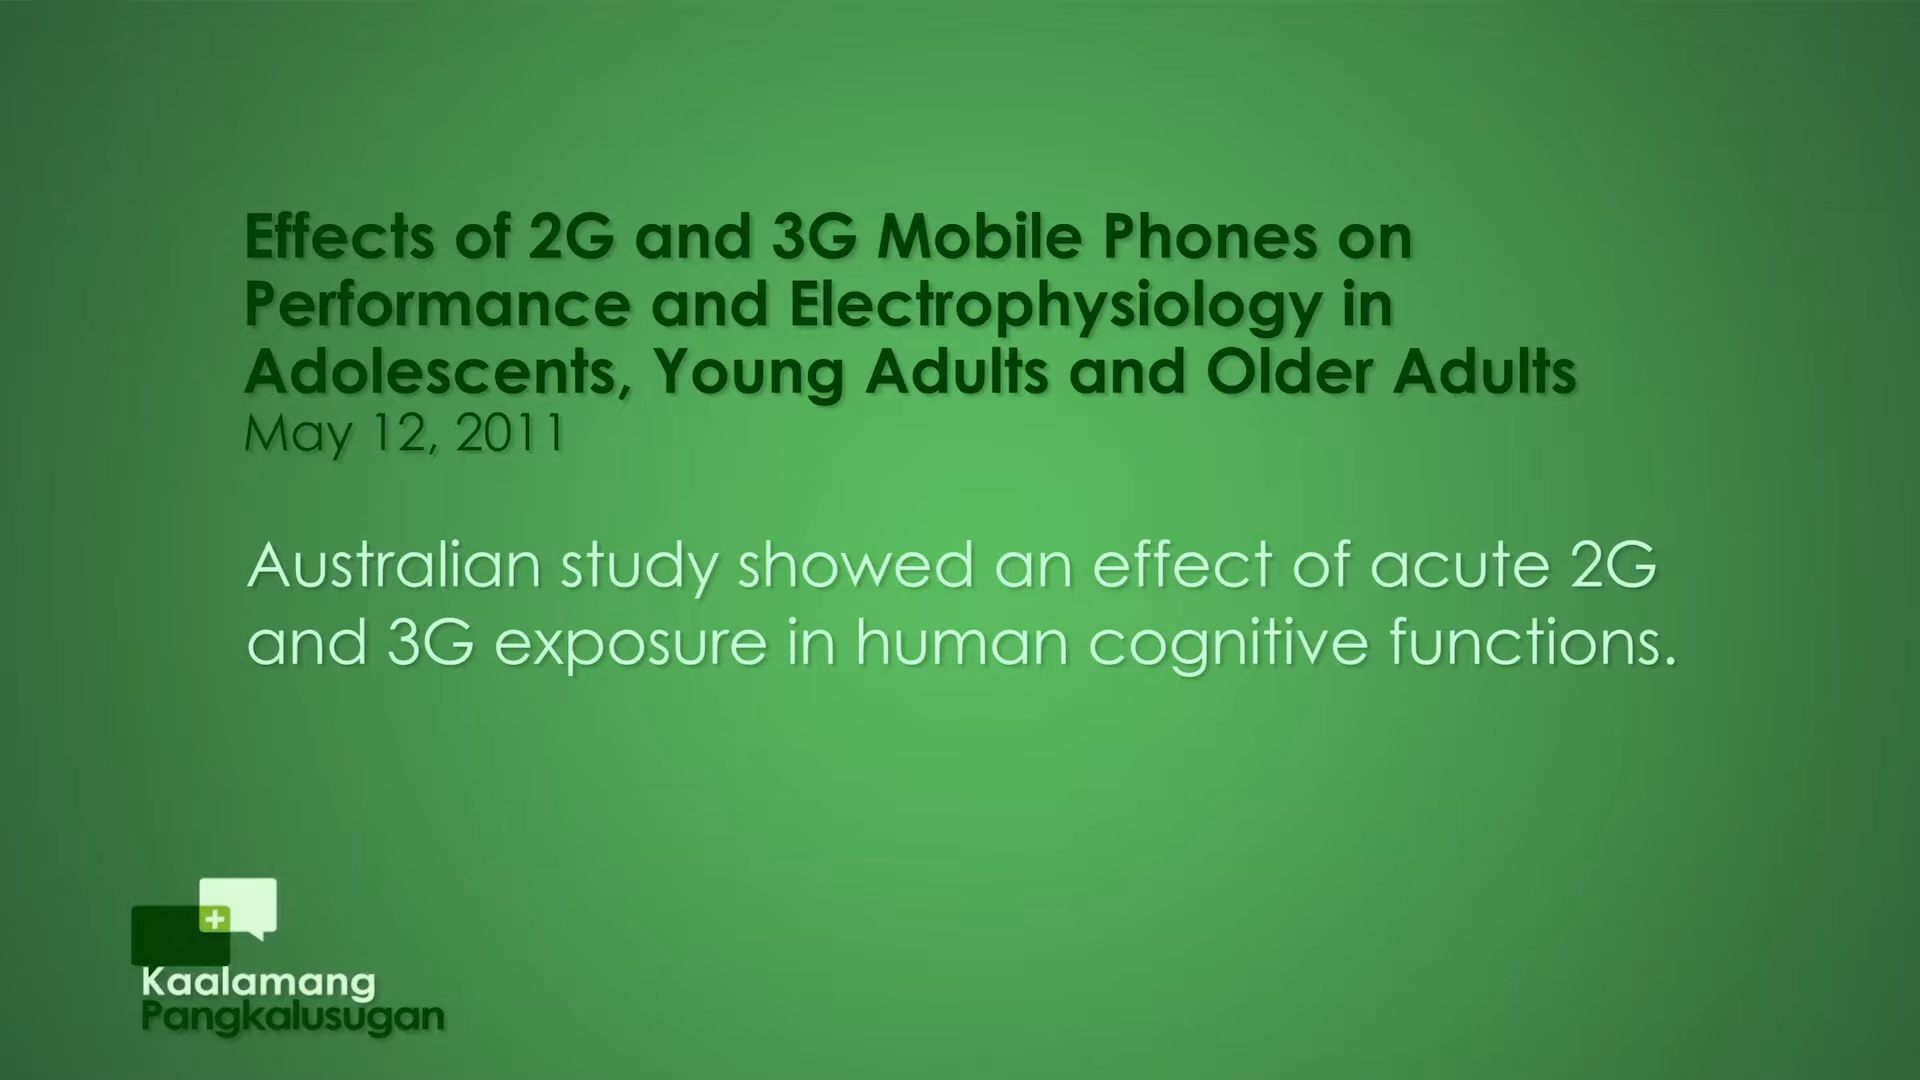 Effects of 2G and 3G Mobile Phones on
Performance and Electrophysiology in
Adolescents, Young Adults and Older Adults
May 12, 2011
Australian study showed an effect of acute 2G
and 3G exposure in human cognitive functions.
Kaalamang
Pangkalusugan